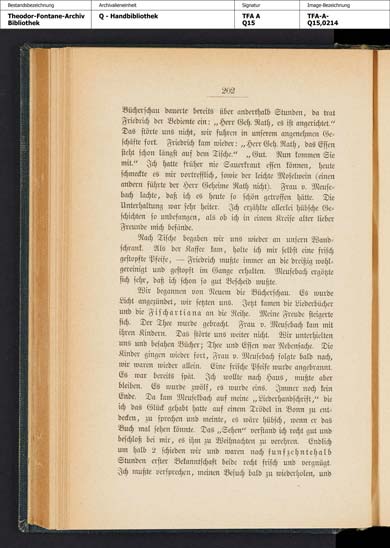 Bestandsbezeichnung
Archivalieneinheit
Signatur
Image-Bezeichnung
Theodor-Fontane-Archiv
Bibliothek
Q - Handbibliothek
TFA A
Q15
TFA-A-
Q15,0214
202
Bücherschau dauerte bereits über anderthalb Stunden, da trat
Friedrich der Bediente ein: „Herr Geh. Rath, es ist angerichtet.“
Das störte uns nicht, wir fuhren in unserem angenehmen Ge-
schäfte fort. Friedrich kam wieder: „Herr Geh. Rath, das Essen
steht schon längst auf dem Tische.“ „Gut. Nun kommen Sie
mit.“ Ich hatte früher nie Sauerkraut essen können, heute
schmeckte es mir vortrefflich, sowie der leichte Moselwein (einen
andern führte der Herr Geheime Rath nicht). Frau v. Meuse-
bach lachte, daß ich es heute so schön getroffen hätte. Die
Unterhaltung war sehr heiter. Ich erzählte allerlei hübsche Ge-
schichten so unbefangen, als ob ich in einem Kreise alter lieber
Freunde mich befände.
Nach Tische begaben wir uns wieder an unsern Wand-
schrank. Als der Kaffee kam, holte ich mir selbst eine frisch
gestopfte Pfeife, — Friedrich mußte immer an die dreißig wohl-
gereinigt und gestopft im Gange erhalten. Meusebach ergötzte
sich sehr, daß ich schon so gut Bescheid wußte.
Wir begannen von Neuem die Bücherschau. Es wurde
Licht angezündet, wir setzten uns. Jetzt kamen die Liederbücher
und die Fischartiana an die Reihe. Meine Freude steigerte
sich. Der Thee wurde gebracht. Frau v. Meusebach kam mit
ihren Kindern. Das störte uns weiter nicht. Wir unterhielten
uns und besahen Bücher; Thee und Essen war Nebensache. Die
Kinder gingen wieder fort, Frau v. Meusebach folgte bald nach,
wir waren wieder allein. Eine frische Pfeife wurde angebrannt.
Es war bereits spät. Ich wollte nach Haus, mußte aber
bleiben. Es wurde zwölf, es wurde eins. Immer noch kein
Ende. Da kam Meusebach auf meine „Liederhandschrift,“ die
ich das Glück gehabt hatte auf einem Trödel in Bonn zu ent-
decken, zu sprechen und meinte, es wäre hübsch, wenn er das
Buch mal sehen könnte. Das „Sehen“ verstand ich recht gut und
beschloß bei mir, es ihm zu Weihnachten zu verehren. Endlich
um halb 2 schieden wir und waren nach funfzehntehalb
Stunden erster Bekanntschaft beide recht frisch und vergnügt.
Ich mußte versprechen, meinen Besuch bald zu wiederholen, und